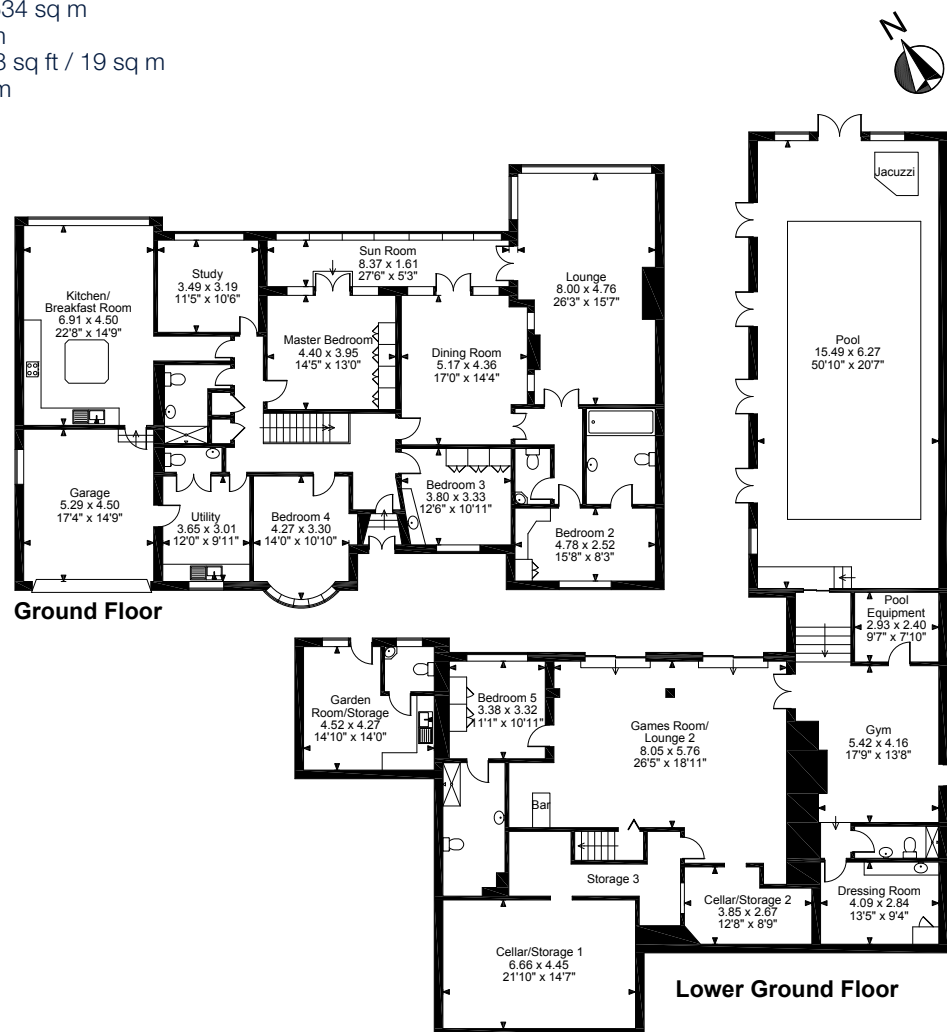 334 sq m
m
3 sq ft / 19 sq m
m
N
Jacuzzi
Sun Room
8.37 x 1.61
27'6" x 5'3"
Study
3.49 x 3.19
11'5" x 10'6"
Lounge
8.00 x 4.76
26'3" x 15'7"
Kitchen/
Breakfast Room
6.91 x 4.50
22'8" x 14'9"
Master Bedroom
4.40 x 3.95
14'5" x 13'0"
Dining Room
5.17 x 4.36
17'0" x 14'4"
Pool
15.49 x 6.27
50'10" x 20'7"
Garage
5.29 x 4.50
17'4" x 14'9"
Utility
3.65 x 3.01
12'0" x 9'11"
Bedroom 4
4.27 x 3.30
14'0" x 10'10"
Bedroom 3
3.80 x 3.33
12'6" x 10'11"
Bedroom 2
4.78 x 2.52
15'8" x 8'3"
Ground Floor
Pool
Equipment
2.93 x 2.40
9'7" x 7'10"
Garden
Room/Storage
4.52 x 4.27
14'10" x 14'0"
Bedroom 5
3.38 x 3.32
11'1" x 10'11"
Games Room/
Lounge 2
8.05 x 5.76
26'5" x 18'11"
Gym
5.42 x 4.16
17'9" x 13'8"
Bar
Storage 3
Cellar/Storage 2
3.85 x 2.67
12'8" x 8'9"
Dressing Room
4.09 x 2.84
13'5" x 9'4"
Cellar/Storage 1
6.66 x 4.45
21'10" x 14'7"
Lower Ground Floor